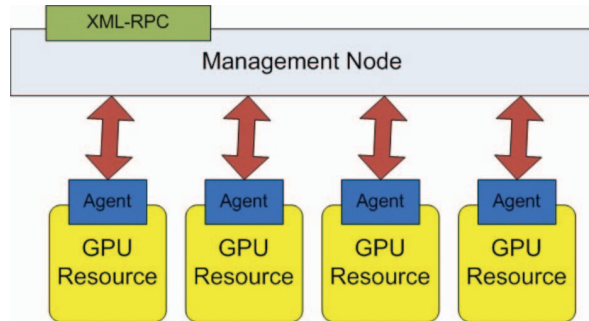 XML-RPC
Management Node
Agent
Agent
Agent
Agent
GPU
Resource
GPU
Resource
GPU
Resource
GPU
Resource